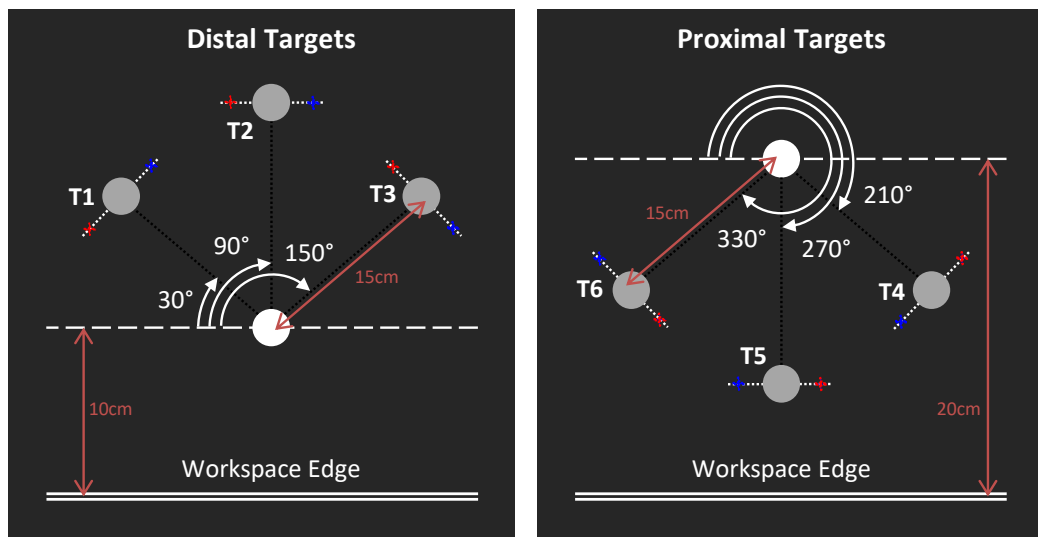 Distal Targets
T2
T1
T3
90°
150°
15cm
30°
10cm
Workspace Edge
Proximal Targets
210°
15cm
330°
270°
T6
T4
T5
20cm
Workspace Edge